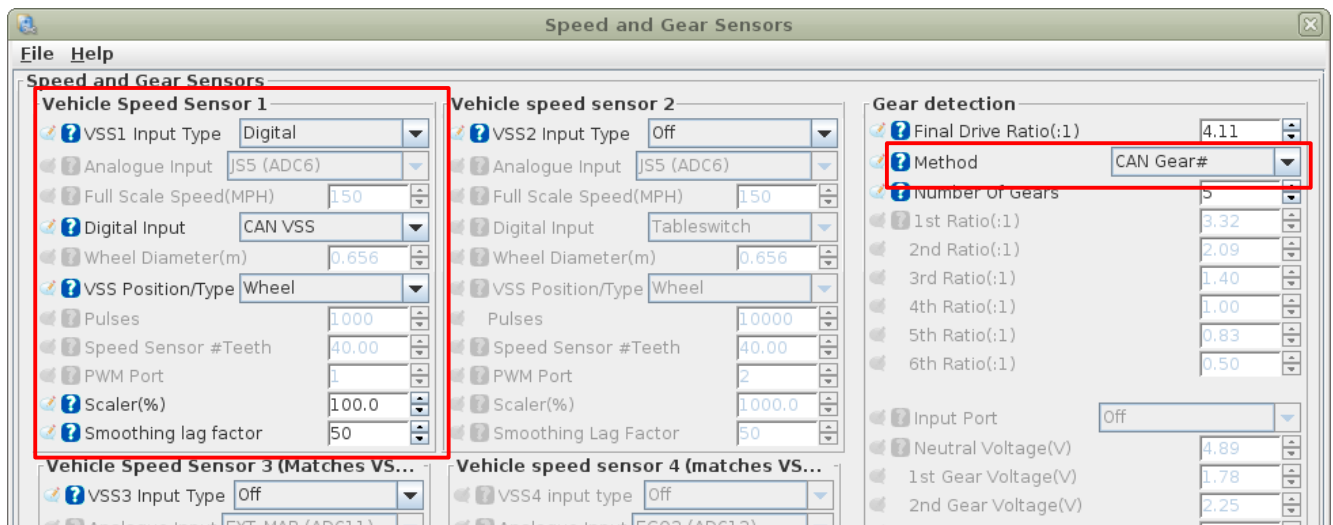 Speed and Gear Sensors
File Help
Speed and Gear Sensors
Vehicle Speed Sensor 1
VSS1 Input Type Digital
Analogue Input JS5 (ADC6)
Full Scale Speed(MPH) 150
Digital Input CAN VSS
Wheel Diameter(m) 0.656
VSS Position/Type Wheel
Pulses 1000
Speed Sensor #Teeth 40.00
PWM Port 1
Scaler(%) 100.0
Smoothing lag factor 50
Vehicle speed sensor 2
VSS2 Input Type Off
Analogue Input JS5 (ADC6)
Full Scale Speed(MPH) 150
Digital Input Tableswitch
Wheel Diameter(m) 0.656
VSS Position/Type Wheel
Pulses 10000
Speed Sensor #Teeth 40.00
PWM Port 2
Scaler(%) 1000.0
Smoothing Lag Factor 50
Gear detection
Final Drive Ratio(:1) 4.11
Method CAN Gear#
Number Of Gears 5
1st Ratio(:1) 3.32
2nd Ratio(:1) 2.09
3rd Ratio(:1) 1.40
4th Ratio(:1) 1.00
5th Ratio(:1) 0.83
6th Ratio(:1) 0.50
Input Port Off
Neutral Voltage(V) 4.89
1st Gear Voltage(V) 1.78
2nd Gear Voltage(V) 2.25
Vehicle Speed Sensor 3 (Matches VS...
VSS3 Input Type Off
Analogue Input EXT MAP (ADC11)
Vehicle speed sensor 4 (matches VS...
VSS4 input type Off
Analogue Input EGO2 (ADC12)